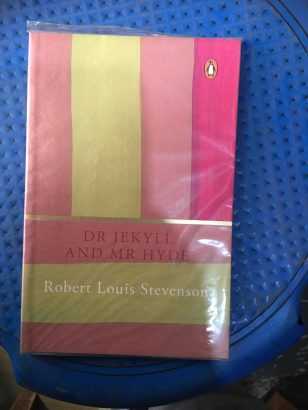 DR JEKYLL
AND MR HYDE
Robert Louis Stevenson